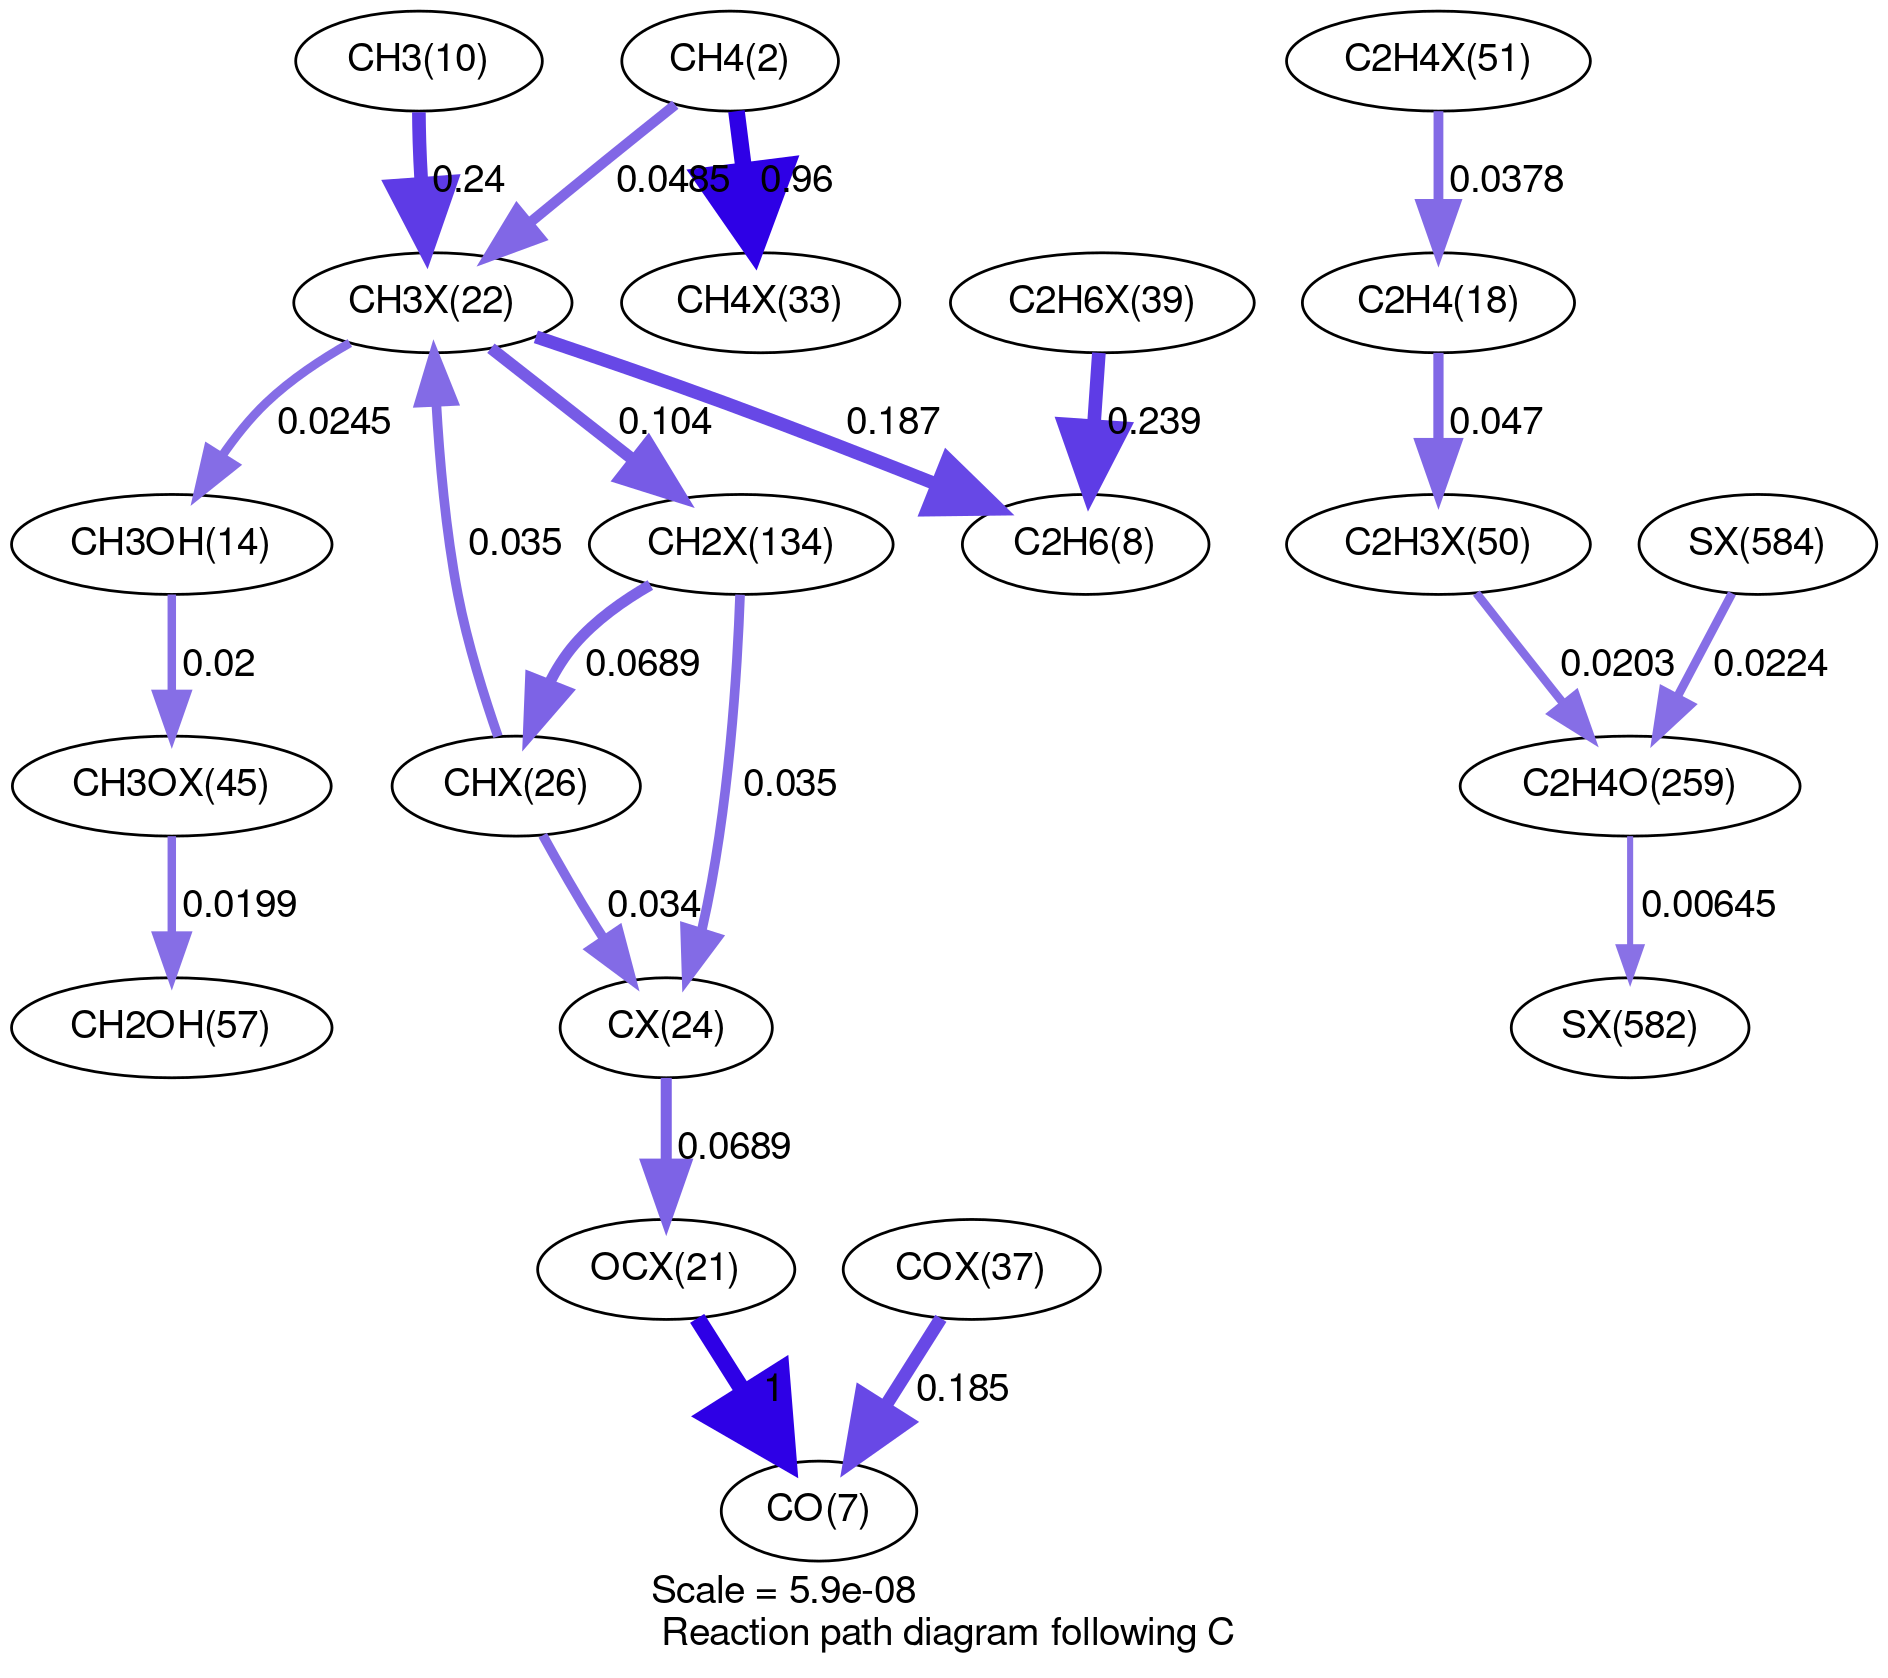 CH3(10)
CH4(2)
C2H4X(51)
0.24
0.0485
0.96
0.0378
CH3X(22)
CH4X(33)
C2H6X(39)
C2H4(18)
0.0245
0.104
0.187
0.239
0.047
CH3OH(14)
0.035
CH2X(134)
C2H6(8)
C2H3X(50)
SX(584)
0.02
0.0689
0.0203
0.0224
CH3OX(45)
CHX(26)
0.035
C2H4O(259)
0.0199
0.034
0.00645
CH2OH(57)
CX(24)
SX(582)
0.0689
OCX(21)
COX(37)
1
0.185
CO(7)
Scale = 5.9e-08
Reaction path diagram following C